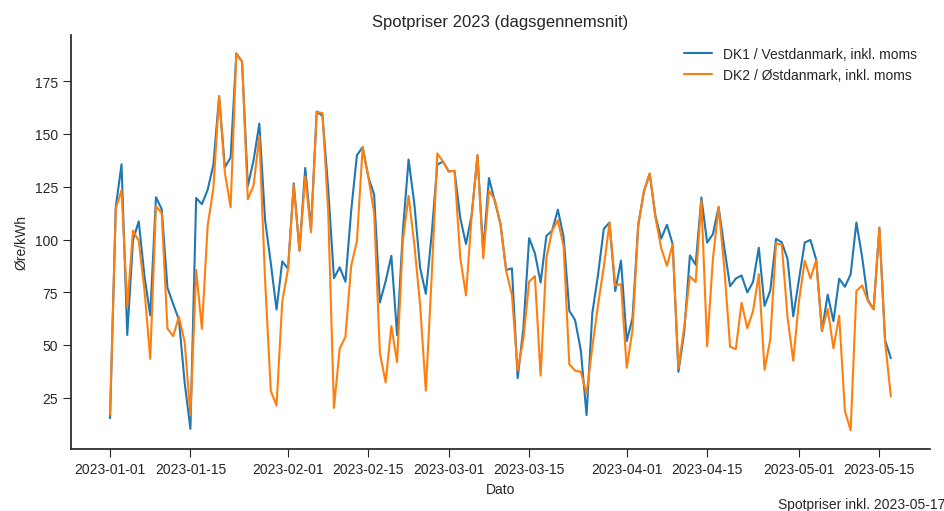 Spotpriser 2023 (dagsgennemsnit)
DK1 / Vestdanmark, inkl. moms
DK2 / Østdanmark, inkl. moms
Øre/kWh
175
150
125
100
75
50
25
2023-01-01 2023-01-15 2023-02-01 2023-02-15 2023-03-01 2023-03-15 2023-04-01 2023-04-15 2023-05-01 2023-05-15
Dato
Spotpriser inkl. 2023-05-17